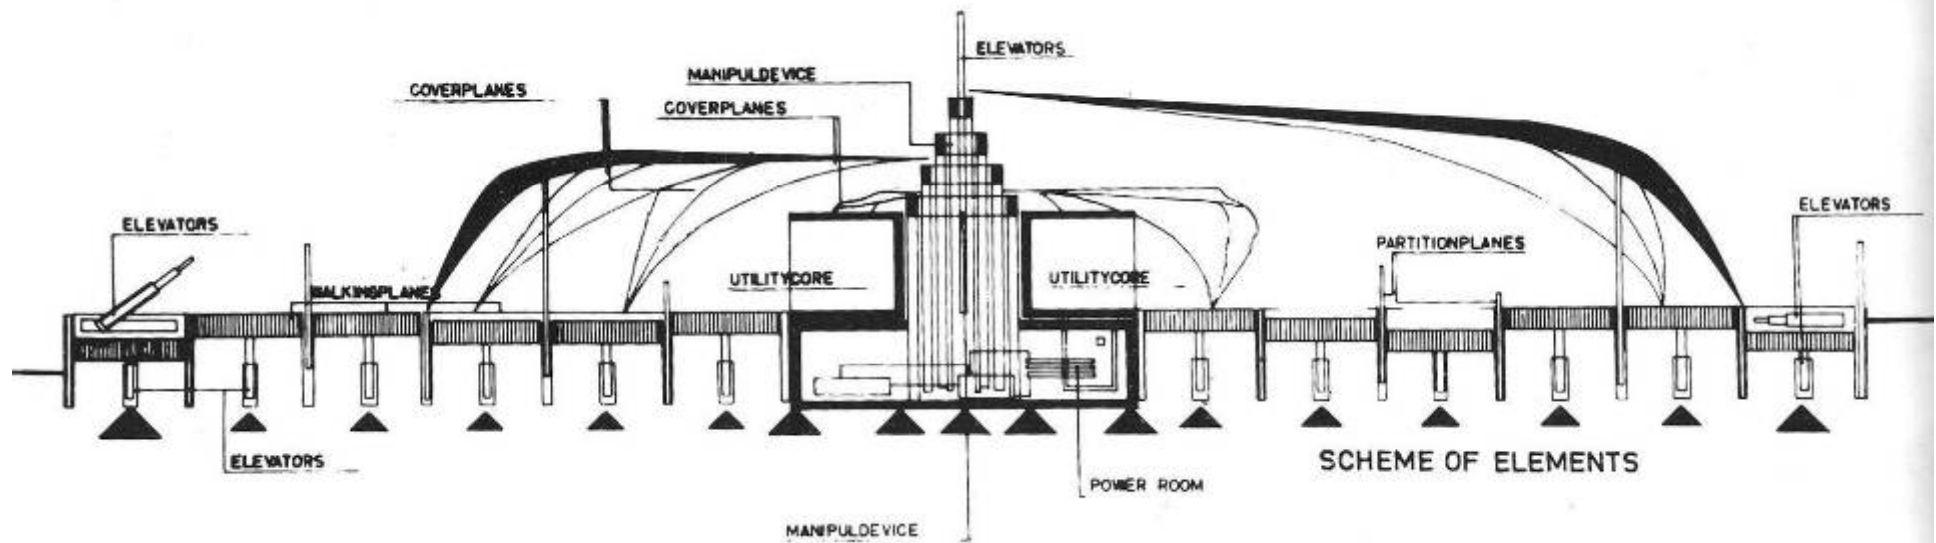 ELEVATORS
MANIPULDEVICE
COVERPLANES
COVERPLANES
ELEVATORS
ELEVATORS
PARTITIONPLANES
UTILITYCORE
UTILITYCORE
WALKINGPLANES
ELEVATORS
SCHEME OF ELEMENTS
POWER ROOM
MANIPULDEVICE